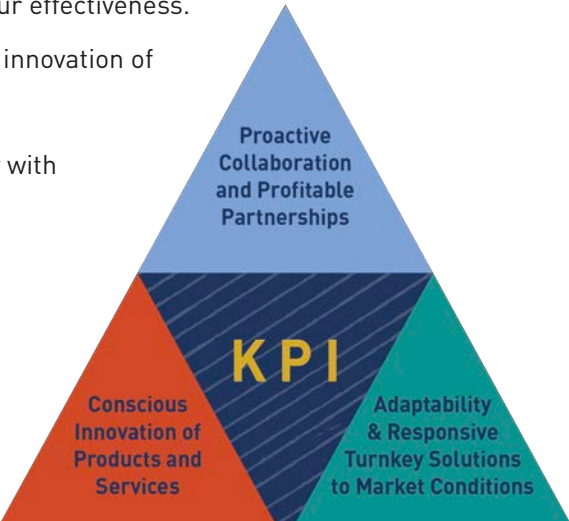 ur effectiveness.
innovation of
with
Proactive
Collaboration
and Profitable
Partnerships
KPI
Conscious
Innovation of
Products and
Services
Adaptability
& Responsive
Turnkey Solutions
to Market Conditions